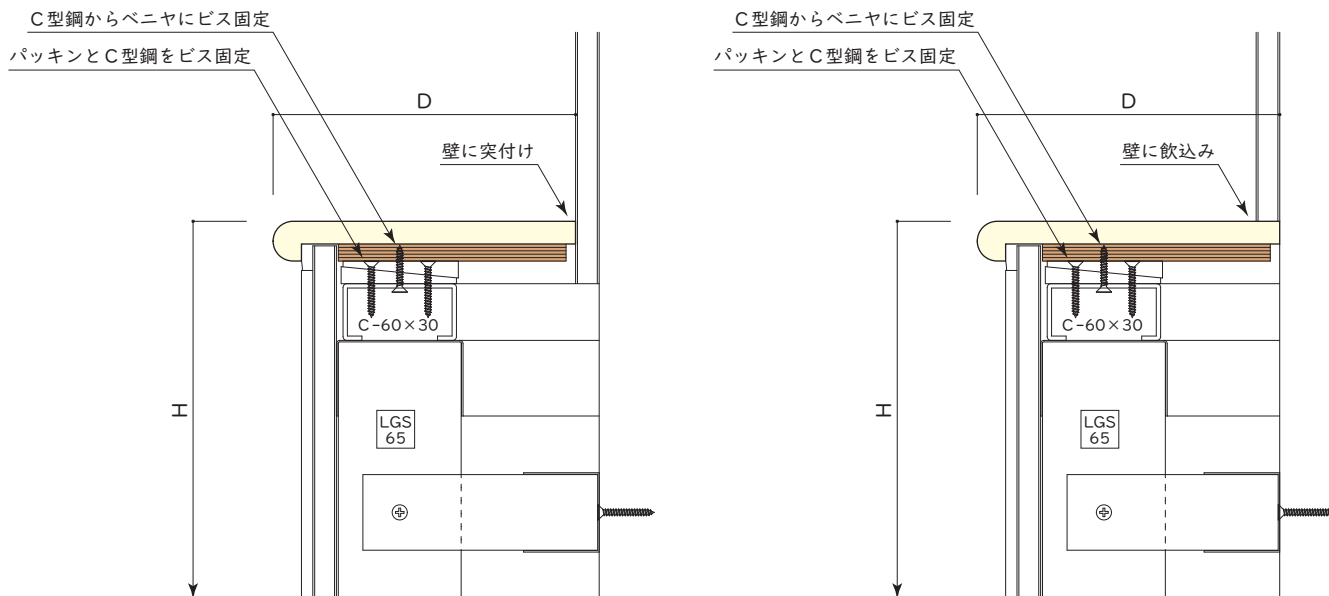 C型鋼からベニヤにビス固定
パッキンとC型鋼をビス固定
D
壁に突付け
C-60×30
H
LGS
65
C型鋼からベニヤにビス固定
パッキンとC型鋼をビス固定
D
壁に飲込み
C-60×30
H
LGS
65